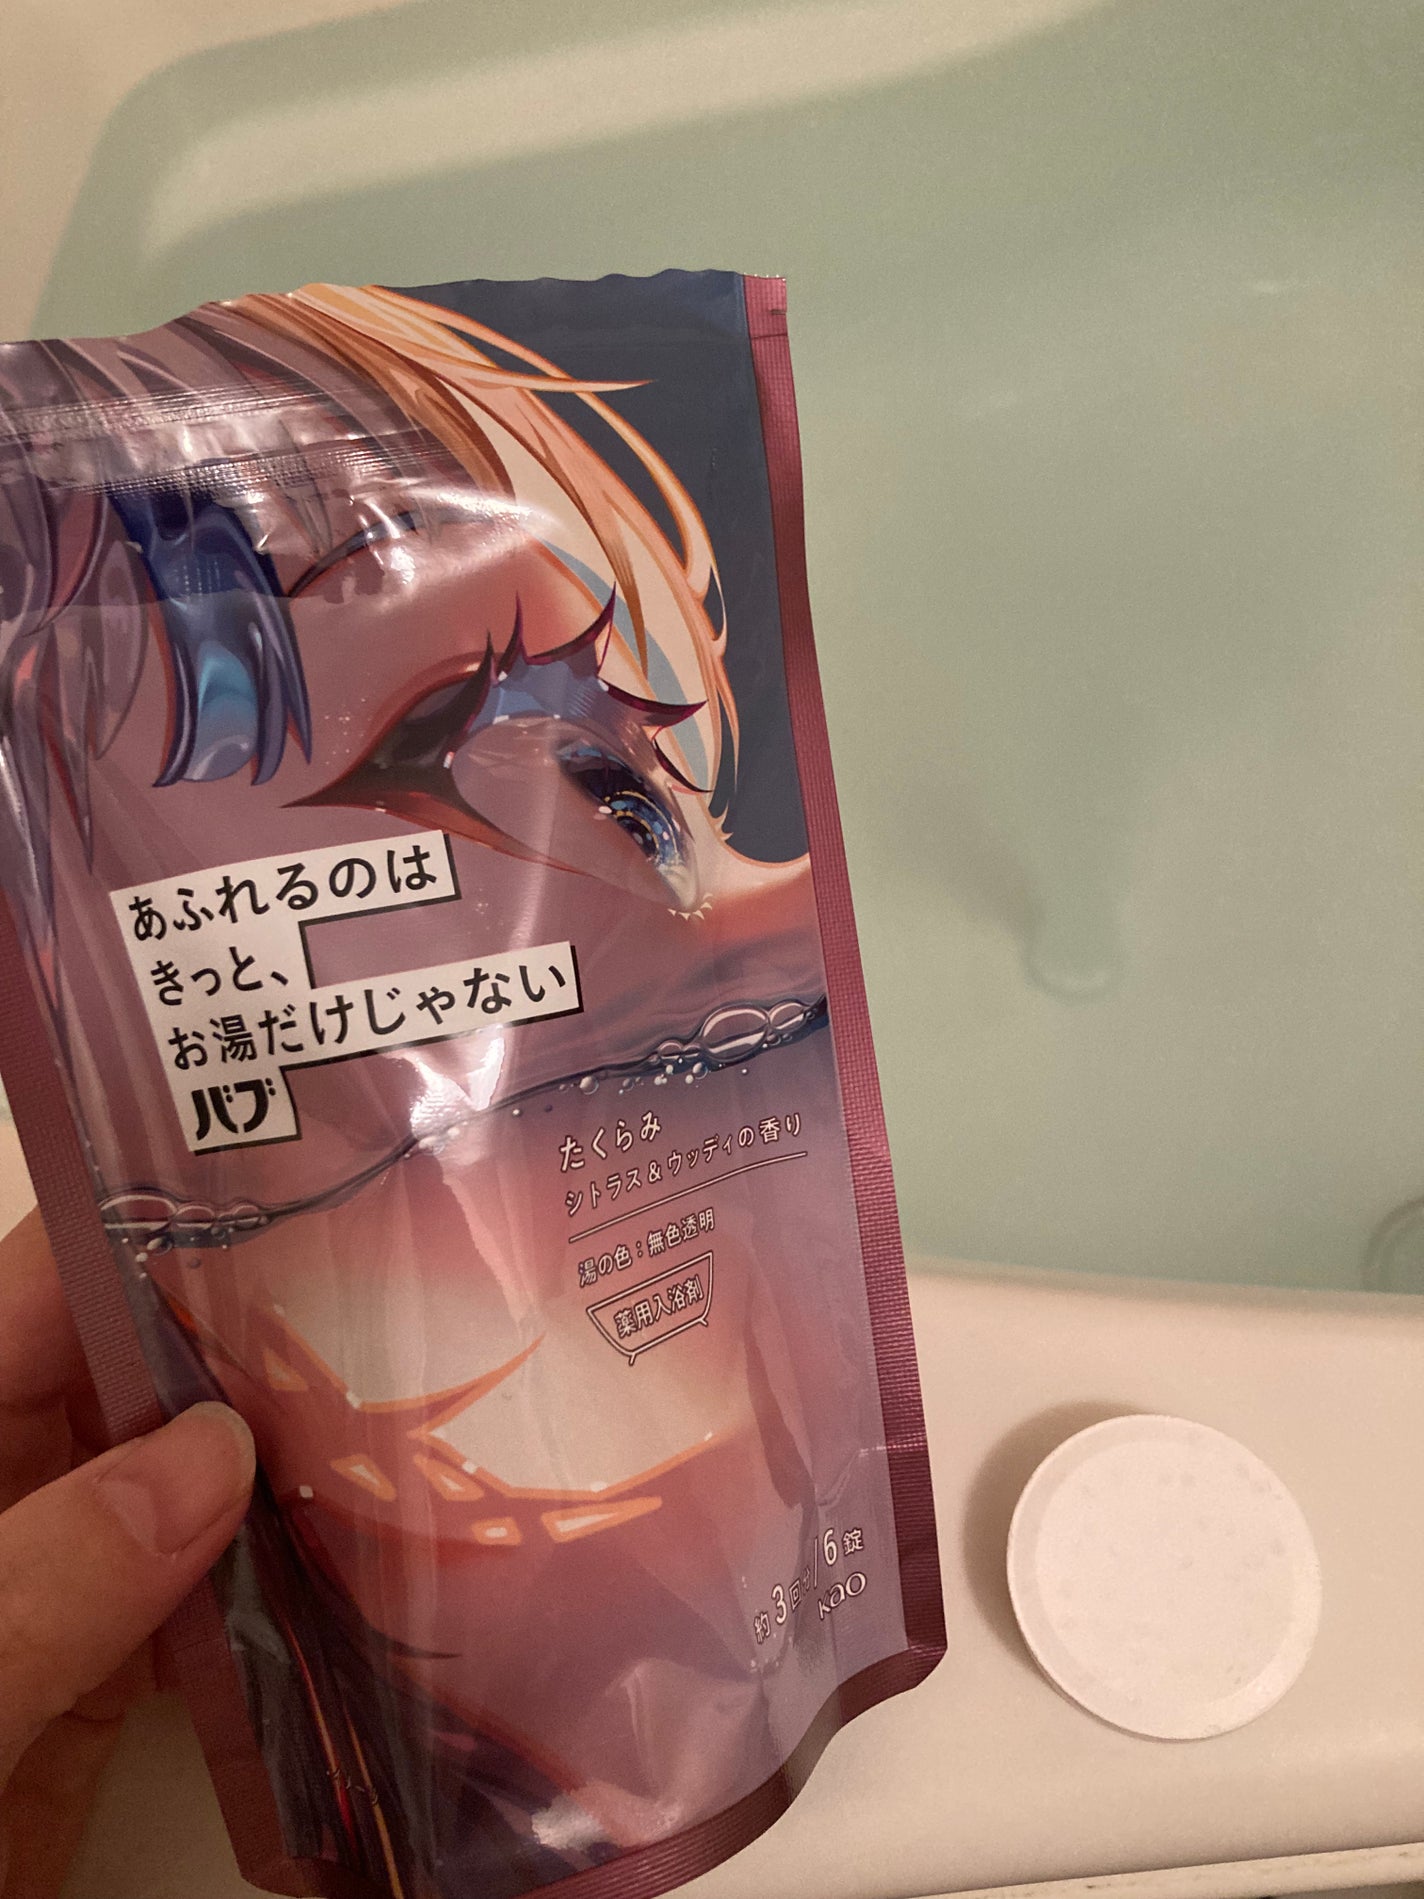 あふれるのは
きっと、
お湯だけじゃない
バブ
たくらみ
シトラス&ウッディの香り
湯の色：無色透明
薬用入浴剤
約3回分/6錠
kao